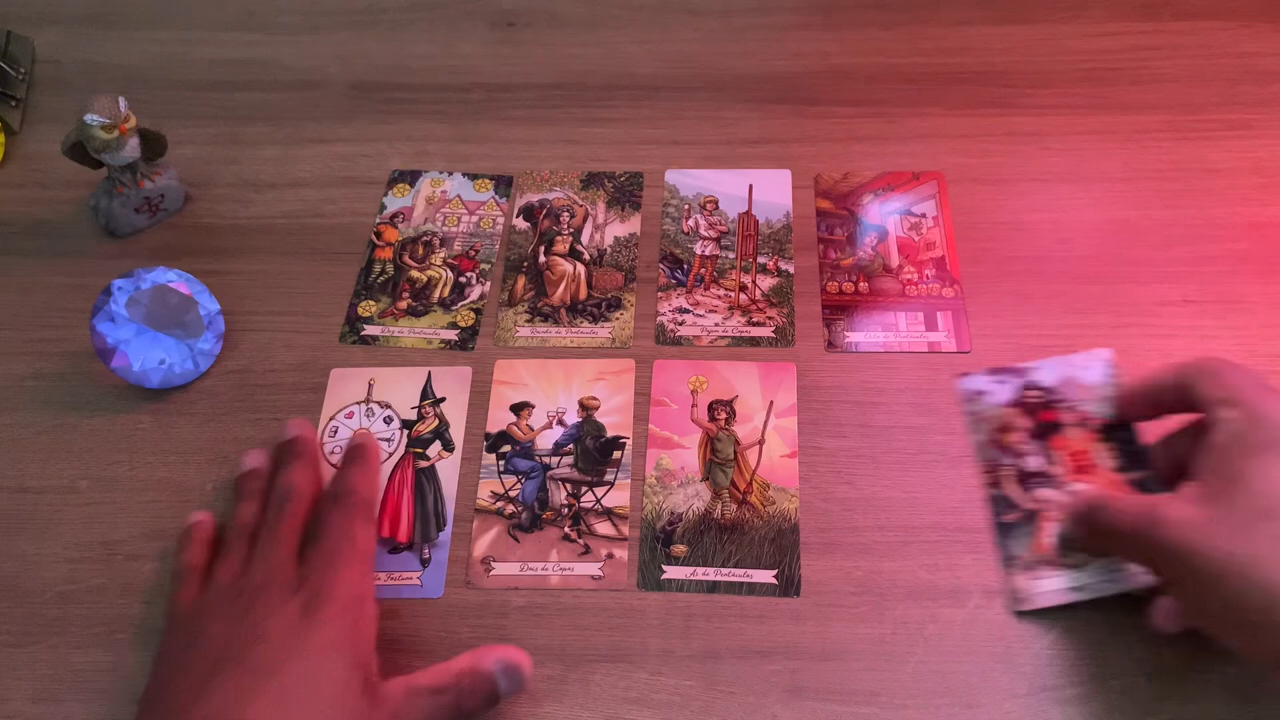 Dez de Pentáculos
Rainha de Pentáculos
Pajem de Copas
Oito de Pentáculos
da Fortuna
Dois de Copas
Ás de Pentáculos